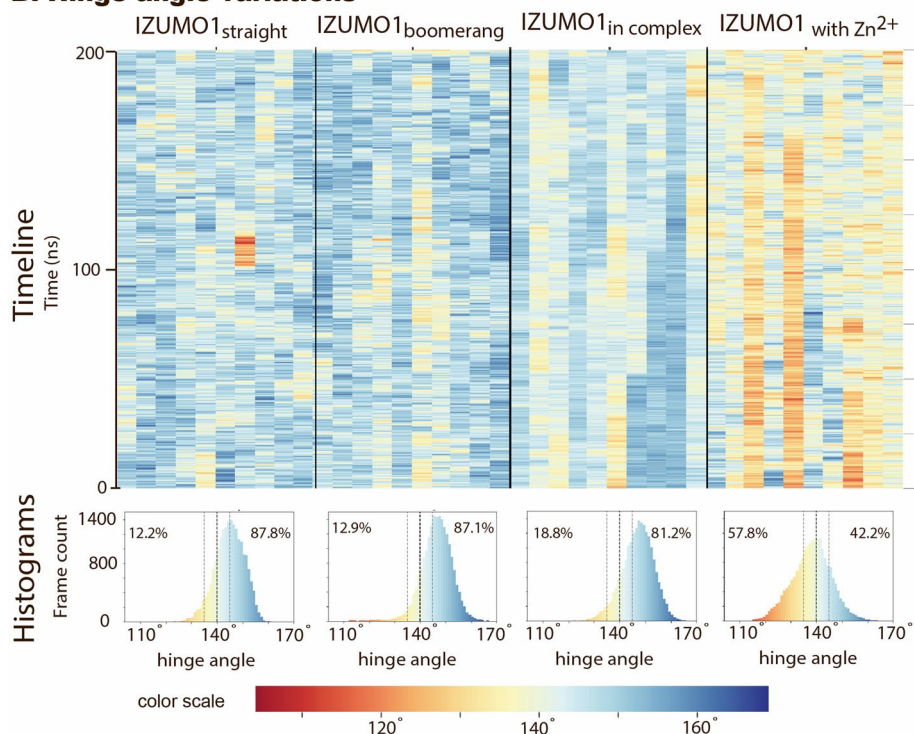 IZUMO1straight IZUMO1boomerang IZUMO1in complex IZUMO1 with Zn2+
200
100
0
Timeline
Time (ns)
Histograms
Frame count
1400
800
0
12.2% 87.8% 12.9% 87.1% 18.8% 81.2% 57.8% 42.2%
110° 140° 170° 110° 140° 170° 110° 140° 170° 110° 140° 170°
hinge angle hinge angle hinge angle hinge angle
color scale
120° 140° 160°